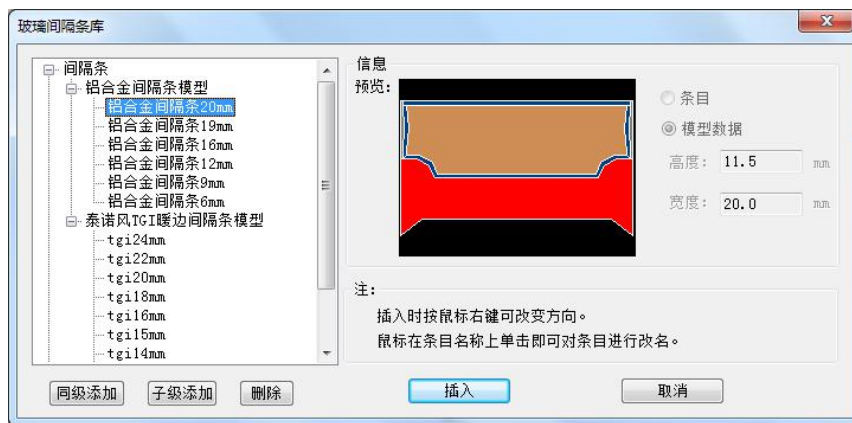 玻璃间隔条库
间隔条
铝合金间隔条模型
铝合金间隔条20mm
铝合金间隔条19mm
铝合金间隔条16mm
铝合金间隔条12mm
铝合金间隔条9mm
铝合金间隔条6mm
泰诺风TGI暖边间隔条模型
tgi24mm
tgi22mm
tgi20mm
tgi18mm
tgi16mm
tgi15mm
tgi14mm
同级添加 子级添加 删除
信息
预览:
条目
模型数据
高度: 11.5 mm
宽度: 20.0 mm
注:
插入时按鼠标右键可改变方向。
鼠标在条目名称上单击即可对条目进行改名。
插入 取消